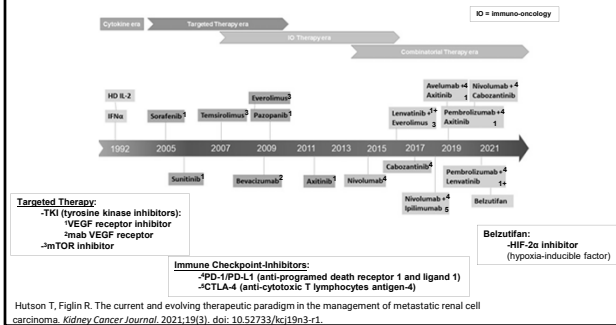 IO = immuno-oncology
Cytokine era
Targeted Therapy era
IO Therapy era
Combinatorial Therapy era
HD IL-2
IFNα
Sorafenib1
Temsirolimus3
Everolimus3
Pazopanib1
Lenvatinib +1+
Everolimus 3
Avelumab +4
Axitinib 1
Pembrolizumab +4
Axitinib 1
Nivolumab +4
Cabozantinib
1992 2005 2007 2009 2011 2013 2015 2017 2019 2021
Sunitinib1
Bevacizumab2
Axitinib1
Nivolumab4
Cabozantinib4
Nivolumab +4
Ipilimumab 5
Pembrolizumab +4
Lenvatinib 1+
Belzutifan
Targeted Therapy:
-TKI (tyrosine kinase inhibitors):
1VEGF receptor inhibitor
2mab VEGF receptor
-3mTOR inhibitor
Immune Checkpoint-Inhibitors:
-4PD-1/PD-L1 (anti-programed death receptor 1 and ligand 1)
-5CTLA-4 (anti-cytotoxic T lymphocytes antigen-4)
Belzutifan:
-HIF-2α inhibitor
(hypoxia-inducible factor)
Hutson T, Figlin R. The current and evolving therapeutic paradigm in the management of metastatic renal cell
carcinoma. Kidney Cancer Journal. 2021;19(3). doi: 10.52733/kcj19n3-r1.